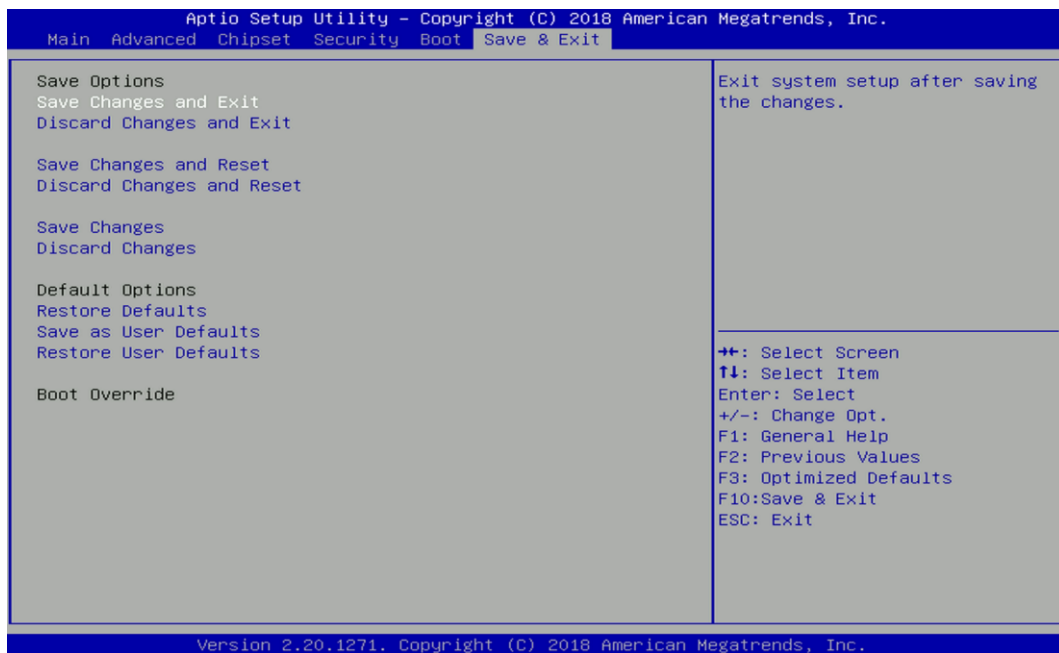 Aptio Setup Utility – Copyright (C) 2018 American Megatrends, Inc.
Main Advanced Chipset Security Boot Save & Exit
Save Options
Save Changes and Exit
Discard Changes and Exit
Save Changes and Reset
Discard Changes and Reset
Save Changes
Discard Changes
Default Options
Restore Defaults
Save as User Defaults
Restore User Defaults
Boot Override
Exit system setup after saving
the changes.
→←: Select Screen
↑↓: Select Item
Enter: Select
+/-: Change Opt.
F1: General Help
F2: Previous Values
F3: Optimized Defaults
F10:Save & Exit
ESC: Exit
Version 2.20.1271. Copyright (C) 2018 American Megatrends, Inc.